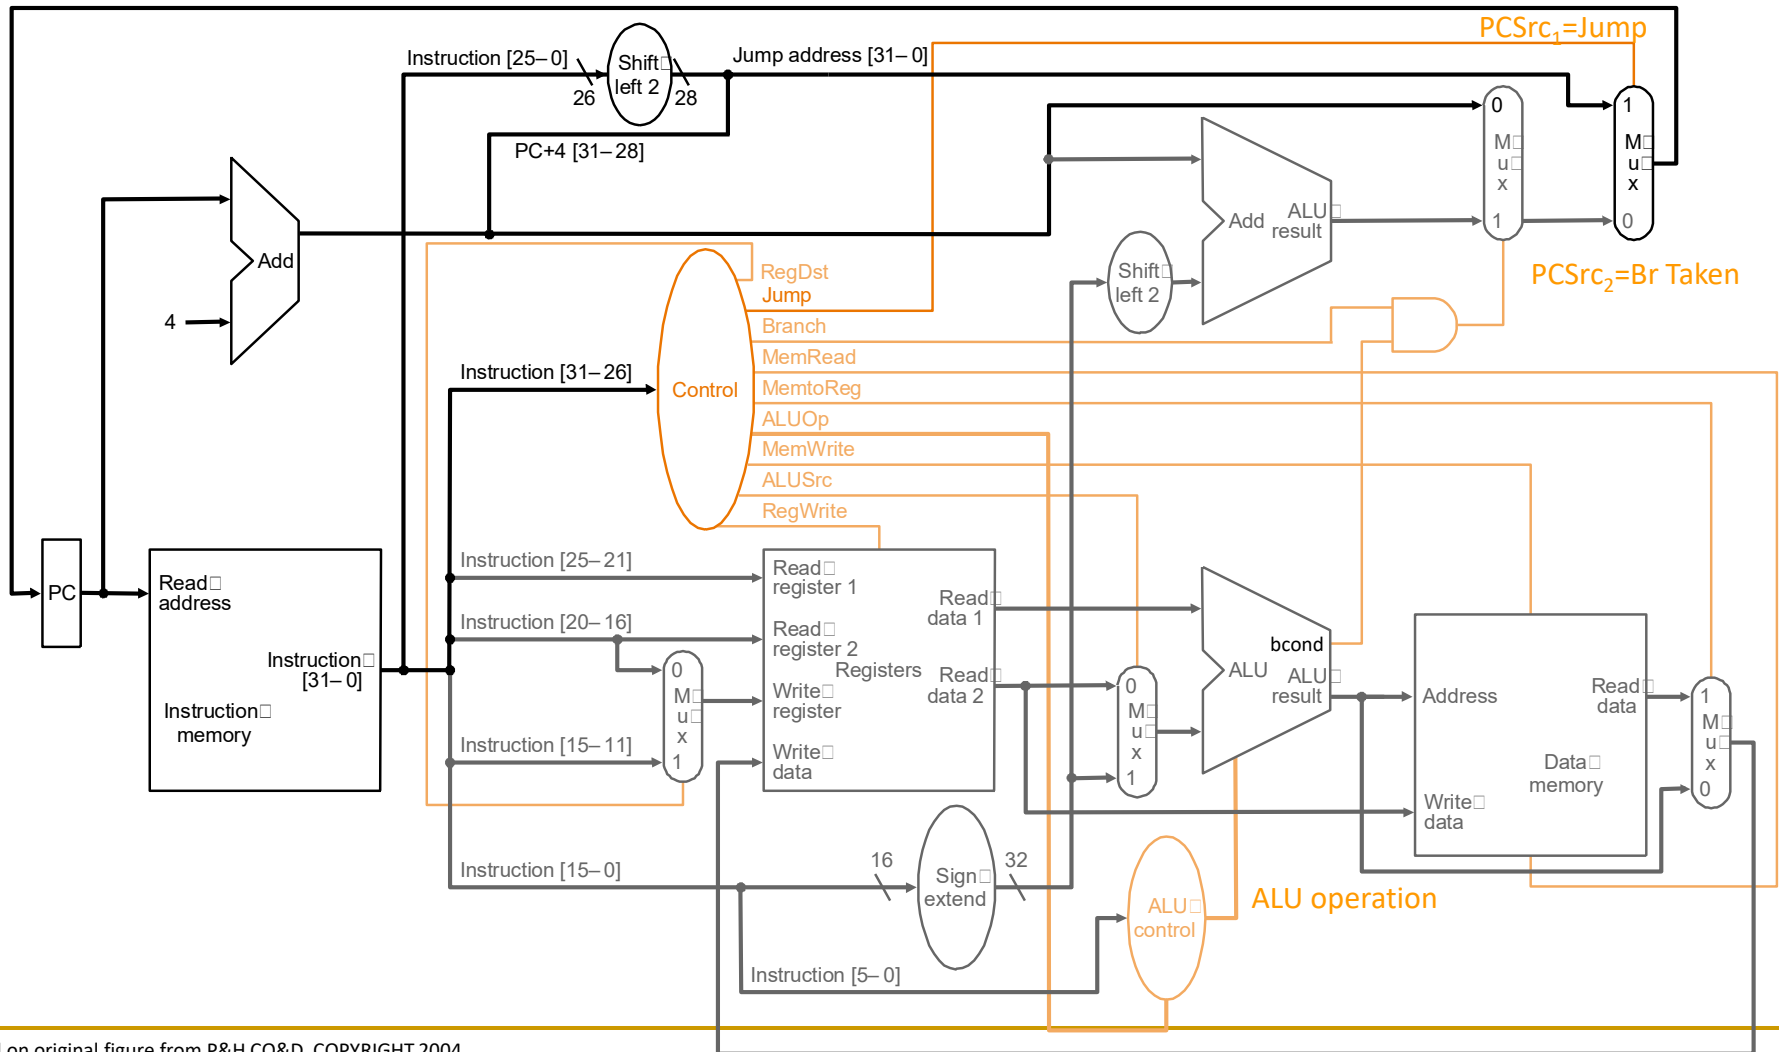 PCSrc1=Jump
Instruction [25–0]
Shift
left 2
Jump address [31–0]
26
28
PC+4 [31–28]
0
M
u
x
1
1
M
u
x
0
Add
ALU
result
Add
4
Shift
left 2
PCSrc2=Br Taken
RegDst
Jump
Branch
MemRead
MemtoReg
ALUOp
MemWrite
ALUSrc
RegWrite
Instruction [31–26]
Control
PC
Read
address
Instruction
[31–0]
Instruction
memory
Instruction [25–21]
Instruction [20–16]
Instruction [15–11]
Instruction [15–0]
0
M
u
x
1
Read
register 1
Read
register 2
Registers
Write
register
Write
data
Read
data 1
Read
data 2
0
M
u
x
1
bcond
ALU
ALU
result
Address
Read
data
Data
memory
Write
data
1
M
u
x
0
16
Sign
extend
32
ALU
control
ALU operation
Instruction [5–0]
on original figure from P&H CO&D, COPYRIGHT 2004